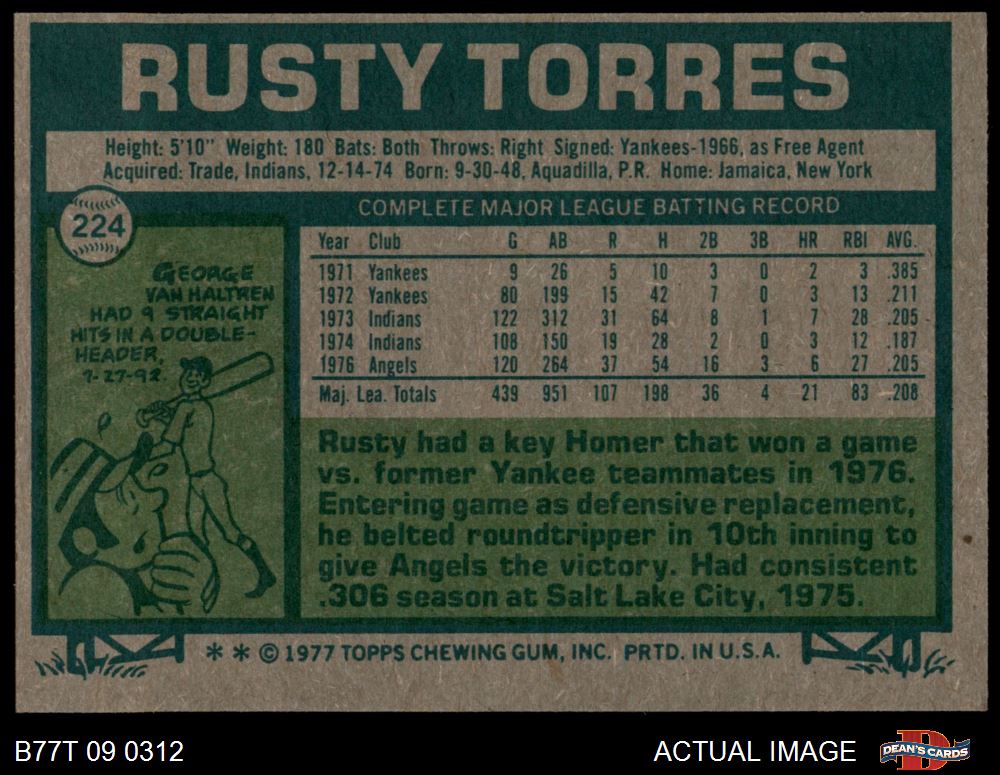 RUSTY TORRES
Height: 5'10" Weight: 180 Bats: Both Throws: Right Signed: Yankees-1966, as Free Agent
Acquired: Trade, Indians, 12-14-74 Born: 9-30-48, Aquadilla, P.R. Home: Jamaica, New York
224
GEORGE
VAN HALTREN
HAD 9 STRAIGHT
HITS IN A DOUBLE-
HEADER,
7-27-92.
COMPLETE MAJOR LEAGUE BATTING RECORD
Year Club G AB R H 2B 3B HR RBI AVG.
1971 Yankees 9 26 5 10 3 0 2 3 .385
1972 Yankees 80 199 15 42 7 0 3 13 .211
1973 Indians 122 312 31 64 8 1 7 28 .205
1974 Indians 108 150 19 28 2 0 3 12 .187
1976 Angels 120 264 37 54 16 3 6 27 .205
Maj. Lea. Totals 439 951 107 198 36 4 21 83 .208
Rusty had a key Homer that won a game
vs. former Yankee teammates in 1976.
Entering game as defensive replacement,
he belted roundtripper in 10th inning to
give Angels the victory. Had consistent
.306 season at Salt Lake City, 1975.
* * © 1977 TOPPS CHEWING GUM, INC. PRTD. IN U.S.A.
B77T 09 0312
ACTUAL IMAGE
DEAN'S CARDS